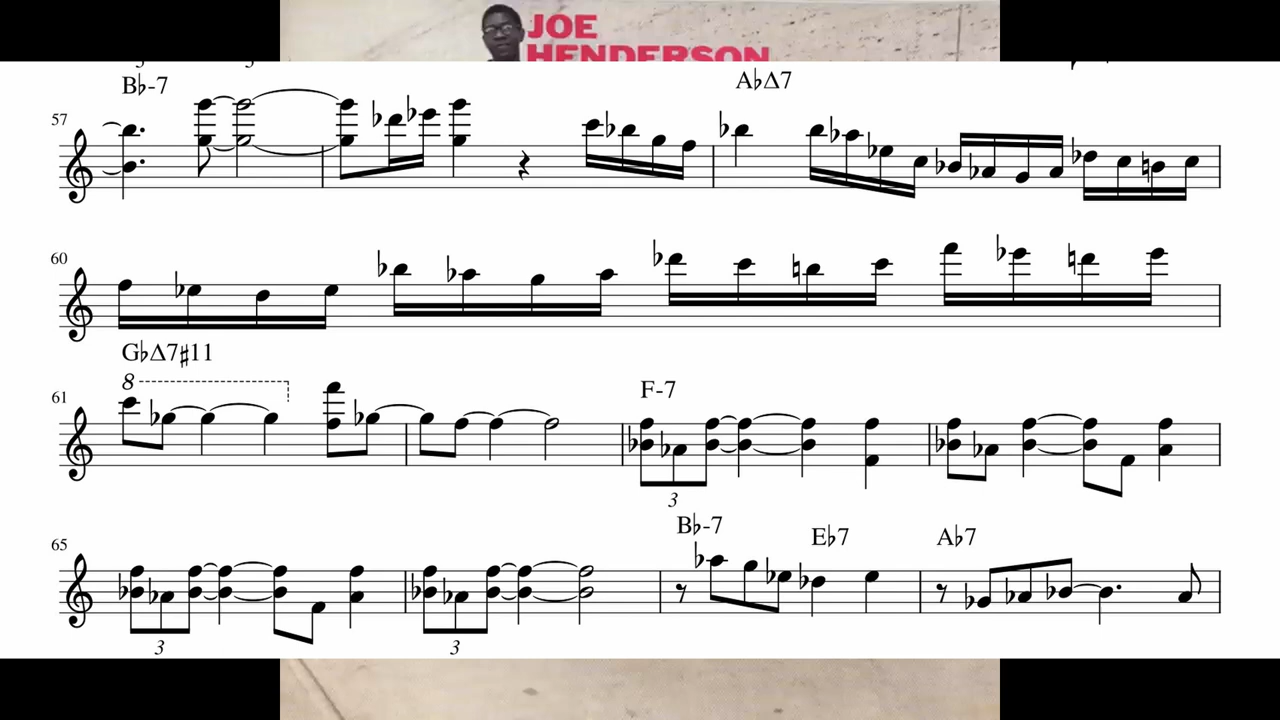 JOE
HENDERSON
B♭-7 A♭Δ7
57
60
G♭Δ7♯11
8
61 F-7
3
B♭-7 E♭7 A♭7
65
3 3